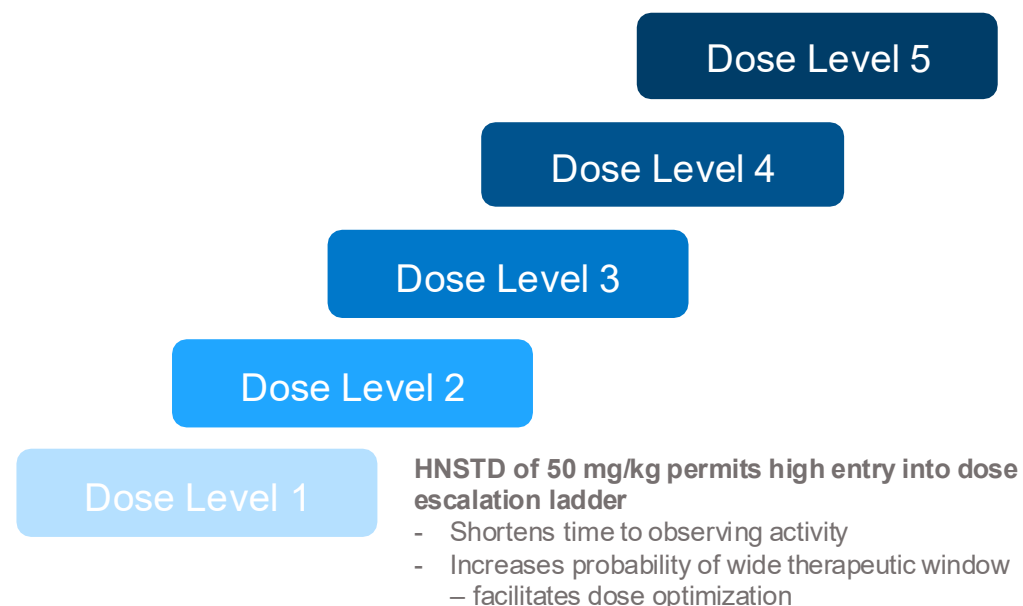 Dose Level 5
Dose Level 4
Dose Level 3
Dose Level 2
Dose Level 1
HNSTD of 50 mg/kg permits high entry into dose
escalation ladder
- Shortens time to observing activity
- Increases probability of wide therapeutic window
– facilitates dose optimization